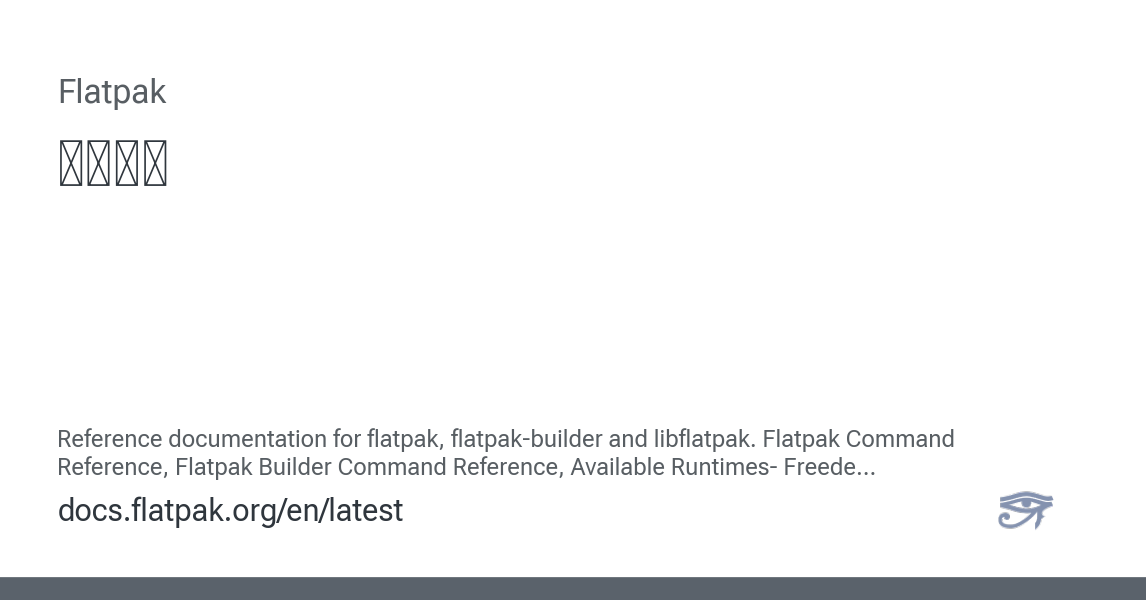 Flatpak
Reference documentation for flatpak, flatpak-builder and libflatpak. Flatpak Command
Reference, Flatpak Builder Command Reference, Available Runtimes- Freede...
docs.flatpak.org/en/latest